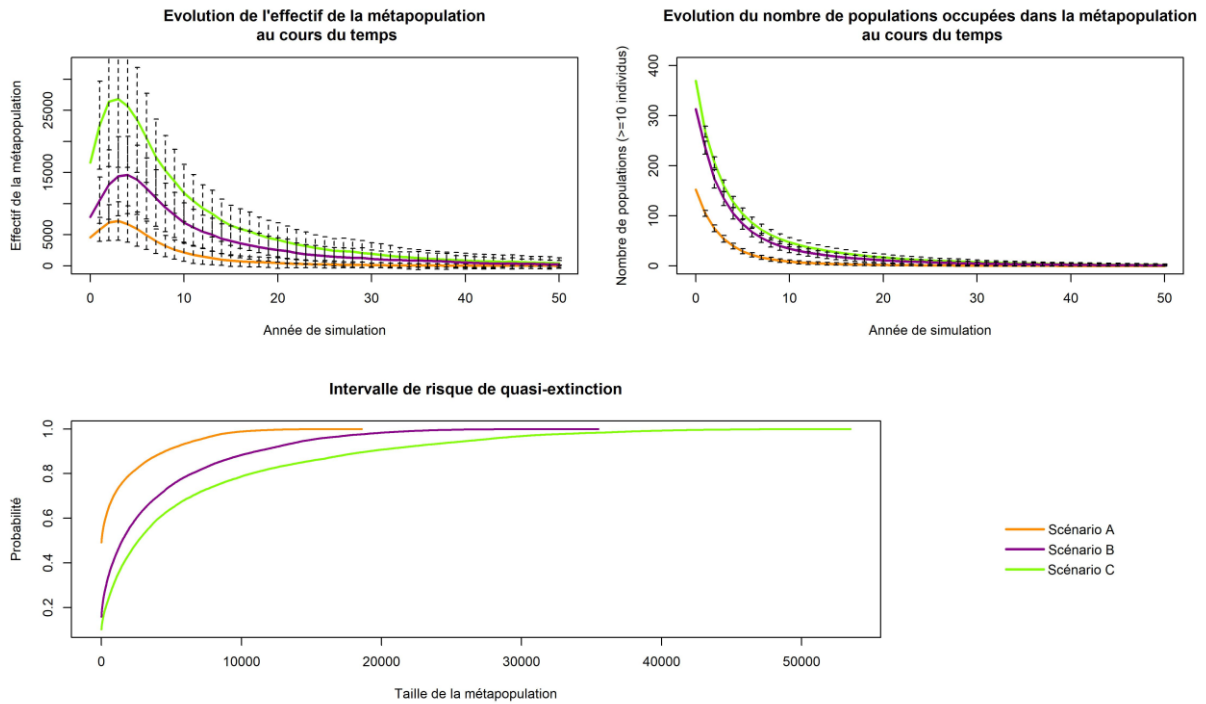 Evolution de l'effectif de la métapopulation
au cours du temps
Effectif de la métapopulation
25000
15000
5000
0
0 10 20 30 40 50
Année de simulation
Evolution du nombre de populations occupées dans la métapopulation
au cours du temps
Nombre de populations (>=10 individus)
400
300
200
100
0
0 10 20 30 40 50
Année de simulation
Intervalle de risque de quasi-extinction
Probabilité
1.0
0.8
0.6
0.4
0.2
0 10000 20000 30000 40000 50000
Taille de la métapopulation
Scénario A
Scénario B
Scénario C